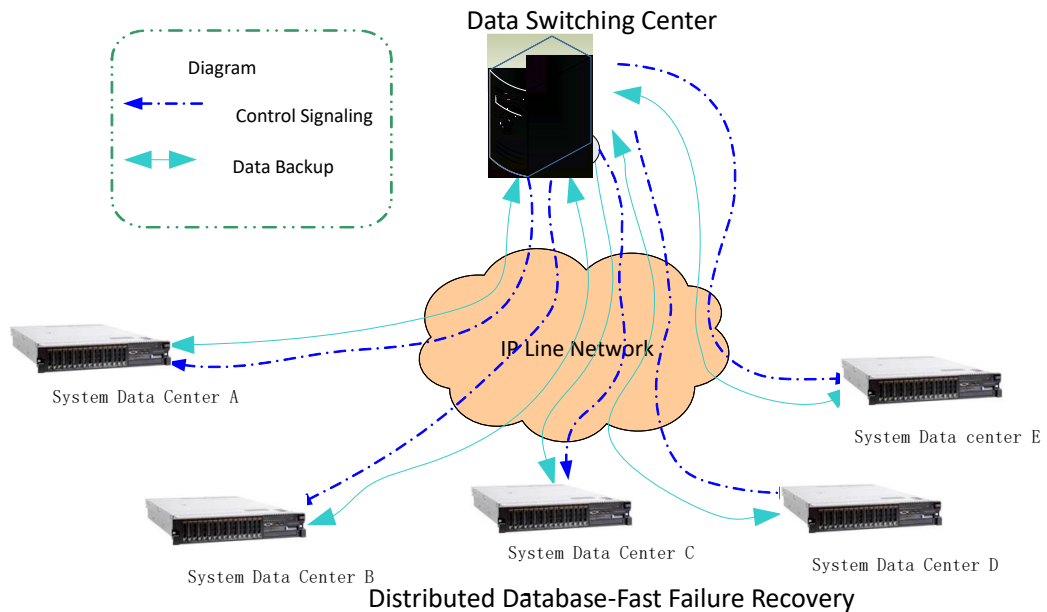 Data Switching Center
Diagram
Control Signaling
Data Backup
IP Line Network
System Data Center A
System Data center E
System Data Center B
System Data Center C
System Data Center D
Distributed Database-Fast Failure Recovery